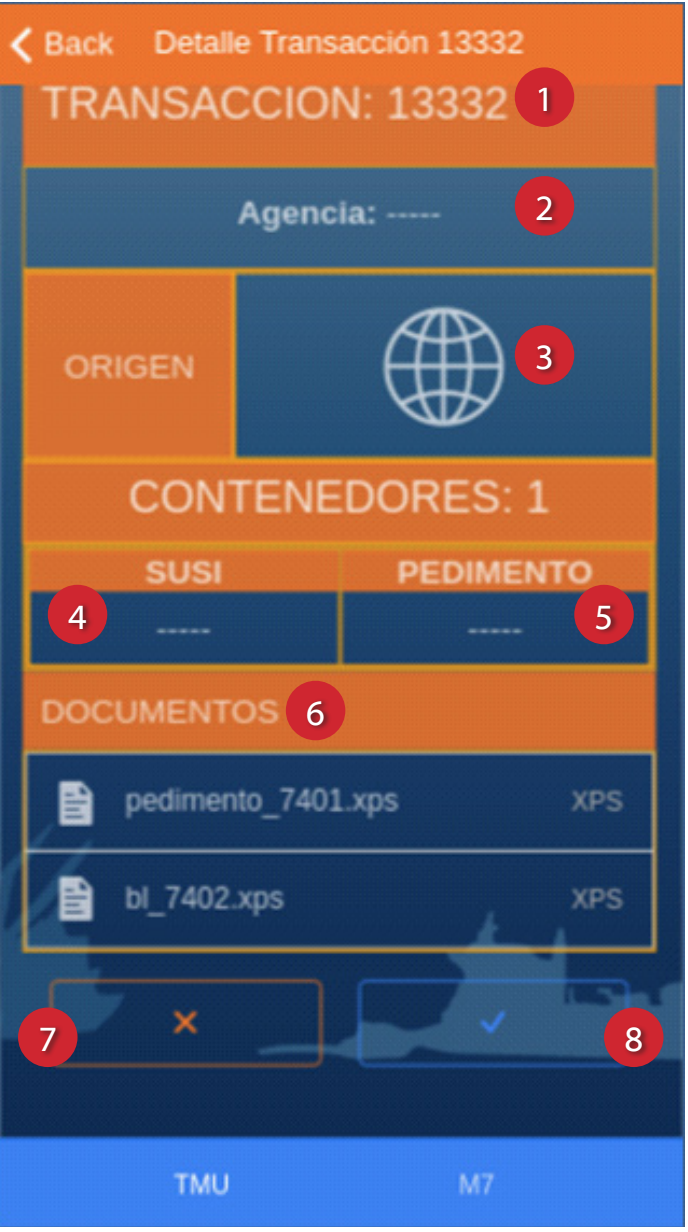 Back Detalle Transacción 13332
TRANSACCION: 13332 1
Agencia: ----- 2
ORIGEN 3
CONTENEDORES: 1
SUSI PEDIMENTO
4 ----- ----- 5
DOCUMENTOS 6
pedimento_7401.xps XPS
bl_7402.xps XPS
7 8
TMU M7